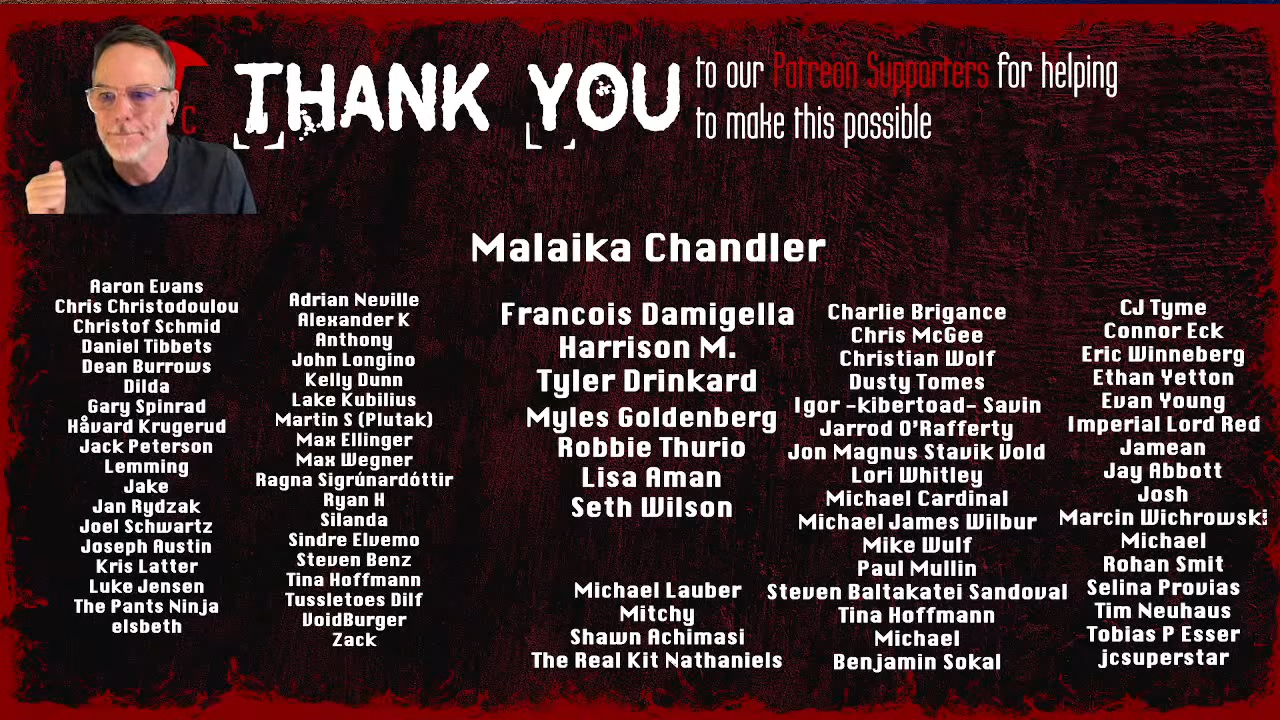 THANK YOU
to our Patreon Supporters for helping
to make this possible
C
Malaika Chandler
Aaron Evans
Chris Christodoulou
Christof Schmid
Daniel Tibbets
Dean Burrows
Dilda
Gary Spinrad
Håvard Krugerud
Jack Peterson
Lemming
Jake
Jan Rydzak
Joel Schwartz
Joseph Austin
Kris Latter
Luke Jensen
The Pants Ninja
elsbeth
Adrian Neville
Alexander K
Anthony
John Longino
Kelly Dunn
Lake Kubilius
Martin S (Plutak)
Max Ellinger
Max Wegner
Ragna Sigrúnardóttir
Ryan H
Silanda
Sindre Elvemo
Steven Benz
Tina Hoffmann
Tussletoes Dilf
VoidBurger
Zack
Francois Damigella
Harrison M.
Tyler Drinkard
Myles Goldenberg
Robbie Thurio
Lisa Aman
Seth Wilson
Michael Lauber
Mitchy
Shawn Achimasi
The Real Kit Nathaniels
Charlie Brigance
Chris McGee
Christian Wolf
Dusty Tomes
Igor -kibertoad- Savin
Jarrod O'Rafferty
Jon Magnus Stavik Vold
Lori Whitley
Michael Cardinal
Michael James Wilbur
Mike Wulf
Paul Mullin
Steven Baltakatei Sandoval
Tina Hoffmann
Michael
Benjamin Sokal
CJ Tyme
Connor Eck
Eric Winneberg
Ethan Yetton
Evan Young
Imperial Lord Red
Jamean
Jay Abbott
Josh
Marcin Wichrowski
Michael
Rohan Smit
Selina Provias
Tim Neuhaus
Tobias P Esser
jcsuperstar